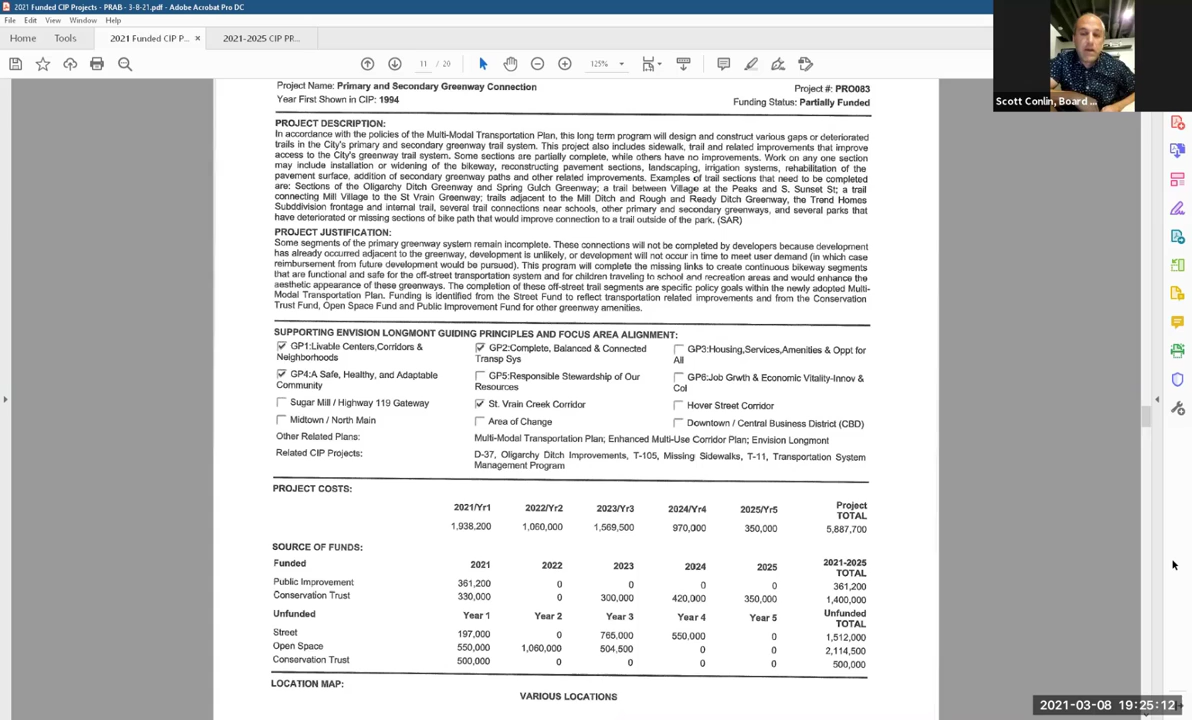 2021 Funded CIP Projects - PRAB - 3-8-21.pdf - Adobe Acrobat Pro DC
File Edit View Window Help
Home Tools 2021 Funded CIP P... × 2021-2025 CIP PR...
11 / 20 125%
Scott Conlin, Board ...
Project Name: Primary and Secondary Greenway Connection Project #: PRO083
Year First Shown in CIP: 1994 Funding Status: Partially Funded
PROJECT DESCRIPTION:
In accordance with the policies of the Multi-Modal Transportation Plan, this long term program will design and construct various gaps or deteriorated
trails in the City's primary and secondary greenway trail system. This project also includes sidewalk, trail and related improvements that improve
access to the City's greenway trail system. Some sections are partially complete, while others have no improvements. Work on any one section
may include installation or widening of the bikeway, reconstructing pavement sections, landscaping, irrigation systems, rehabilitation of the
pavement surface, addition of secondary greenway paths and other related improvements. Examples of trail sections that need to be completed
are: Sections of the Oligarchy Ditch Greenway and Spring Gulch Greenway; a trail between Village at the Peaks and S. Sunset St; a trail
connecting Mill Village to the St Vrain Greenway; trails adjacent to the Mill Ditch and Rough and Ready Ditch Greenway, the Trend Homes
Subddivision frontage and internal trail, several trail connections near schools, other primary and secondary greenways, and several parks that
have deteriorated or missing sections of bike path that would improve connection to a trail outside of the park. (SAR)
PROJECT JUSTIFICATION:
Some segments of the primary greenway system remain incomplete. These connections will not be completed by developers because development
has already occurred adjacent to the greenway, development is unlikely, or development will not occur in time to meet user demand (in which case
reimbursement from future development would be pursued). This program will complete the missing links to create continuous bikeway segments
that are functional and safe for the off-street transportation system and for children traveling to school and recreation areas and would enhance the
aesthetic appearance of these greenways. The completion of these off-street trail segments are specific policy goals within the newly adopted Multi-
Modal Transportation Plan. Funding is identified from the Street Fund to reflect transportation related improvements and from the Conservation
Trust Fund, Open Space Fund and Public Improvement Fund for other greenway amenities.
SUPPORTING ENVISION LONGMONT GUIDING PRINCIPLES AND FOCUS AREA ALIGNMENT:
GP1:Livable Centers,Corridors & GP2:Complete, Balanced & Connected GP3:Housing,Services,Amenities & Oppt for
Neighborhoods Transp Sys All
GP4:A Safe, Healthy, and Adaptable GP5:Responsible Stewardship of Our GP6:Job Grwth & Economic Vitality-Innov &
Community Resources Col
Sugar Mill / Highway 119 Gateway St. Vrain Creek Corridor Hover Street Corridor
Midtown / North Main Area of Change Downtown / Central Business District (CBD)
Other Related Plans: Multi-Modal Transportation Plan; Enhanced Multi-Use Corridor Plan; Envision Longmont
Related CIP Projects: D-37, Oligarchy Ditch Improvements, T-105, Missing Sidewalks, T-11, Transportation System
Management Program
PROJECT COSTS:
2021/Yr1 2022/Yr2 2023/Yr3 2024/Yr4 2025/Yr5 Project
TOTAL
1,938,200 1,060,000 1,569,500 970,000 350,000 5,887,700
SOURCE OF FUNDS:
Funded 2021 2022 2023 2024 2025 2021-2025
TOTAL
Public Improvement 361,200 0 0 0 0 361,200
Conservation Trust 330,000 0 300,000 420,000 350,000 1,400,000
Unfunded Year 1 Year 2 Year 3 Year 4 Year 5 Unfunded
TOTAL
Street 197,000 0 765,000 550,000 0 1,512,000
Open Space 550,000 1,060,000 504,500 0 0 2,114,500
Conservation Trust 500,000 0 0 0 0 500,000
LOCATION MAP:
VARIOUS LOCATIONS
2021-03-08 19:25:12